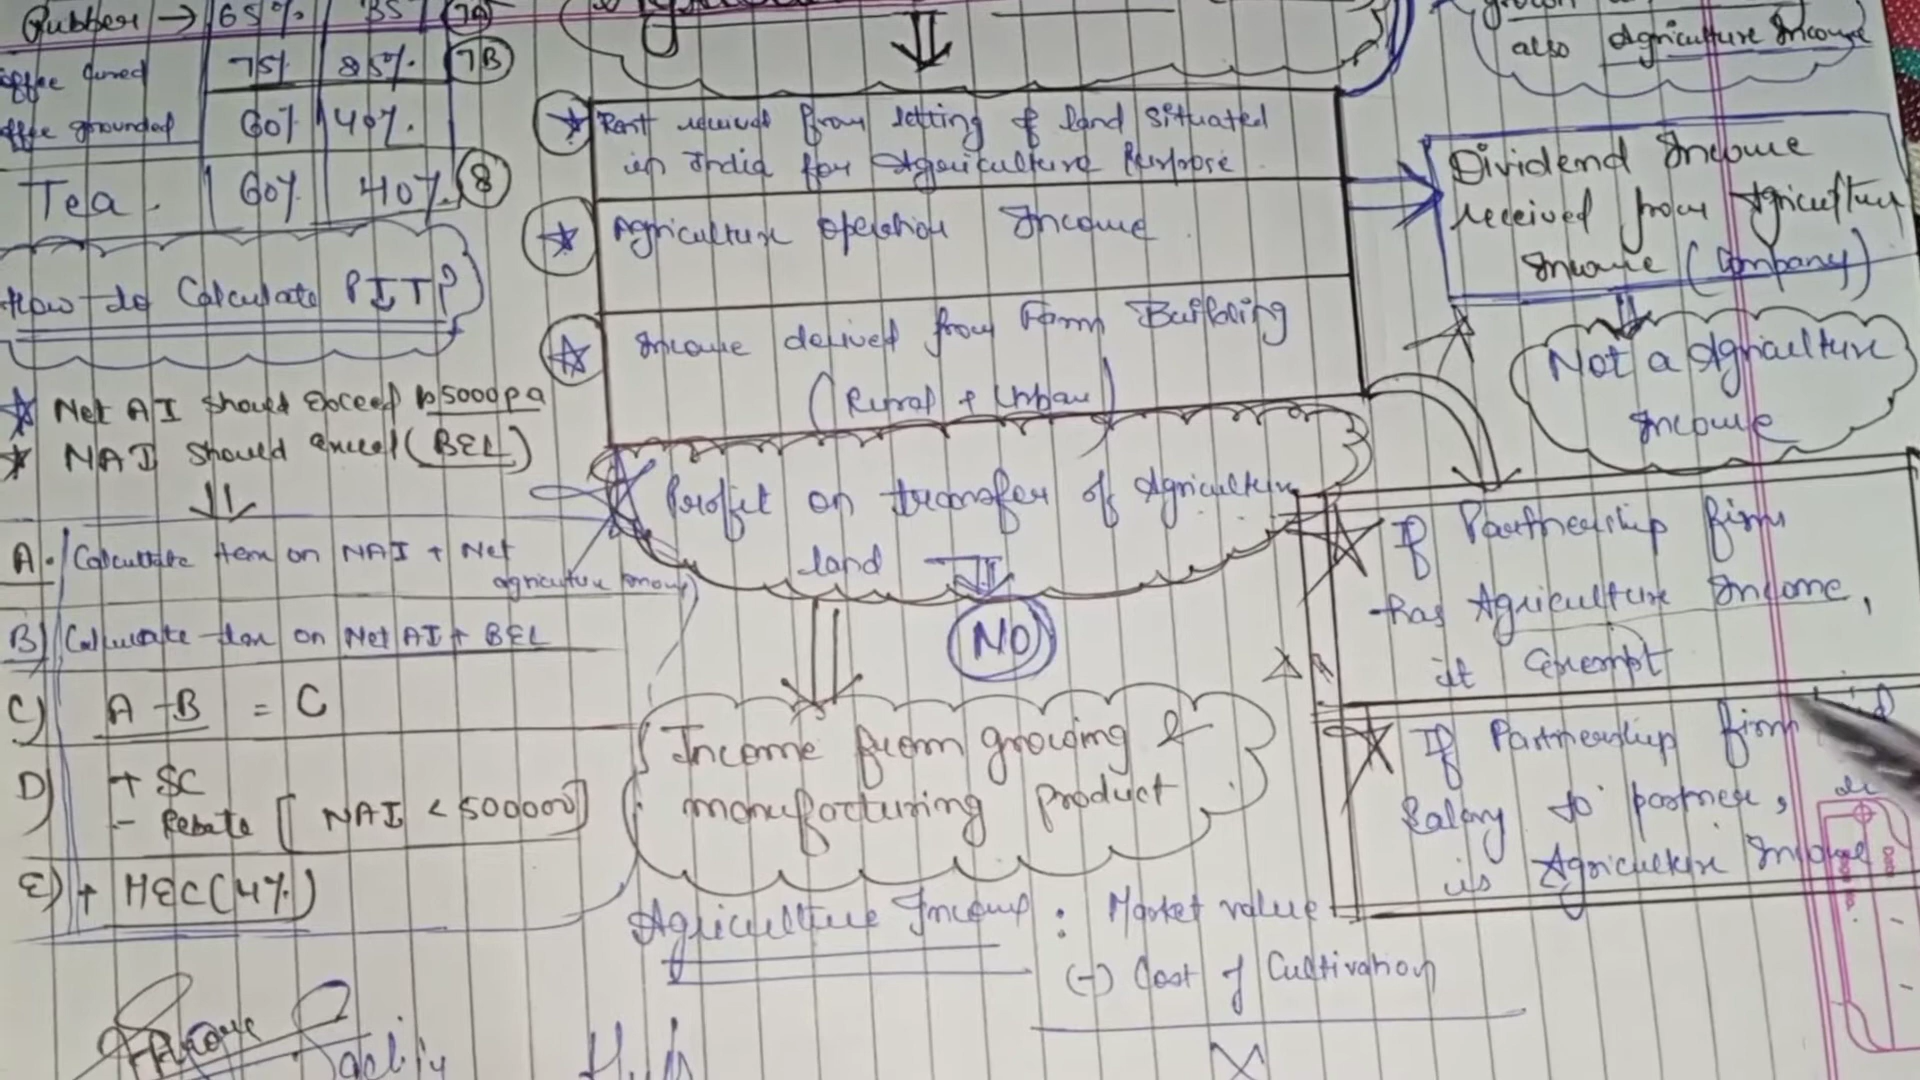 Rubber → 65% 35 7A
offee Cured 75% 85% 7B
offee grounded 60% 40%
Tea. 60% 40% 8
How to Calculate PIT?
Net AI should Exceed 5000 pa
NAI should exceed (BEL)
A. Calculate tax on NAI + Net
agriculture Incom
B) Calculate tax on Net AI + BEL
C) A - B = C
D) + SC
- Rebate [NAI < 500000]
E) + HEC (4%)
Rent received from letting of land situated
in India for Agriculture Purpose
Agriculture operation Income.
Income derived from Farm Building
(Rural + Urban)
Profit on transfer of Agriculture
land
NO
Income from growing &
manufacturing product
Agriculture Income : Market value
(-) Cost of Cultivation
also Agriculture Income
Dividend Income
received from Agriculture
Income (Company)
Not a Agriculture
Income
If Partnership firm
has Agriculture Income,
it Exempt
If Partnership firm
Salary to partner,
is Agriculture Income